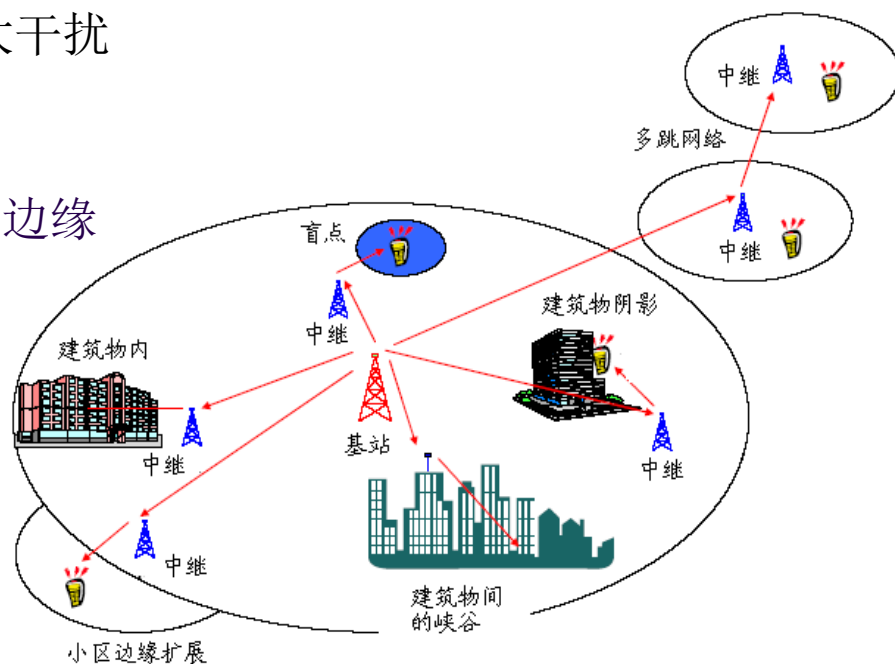 大干扰
中继
多跳网络
边缘
盲点
中继
建筑物阴影
中继
建筑物内
基站
中继
中继
中继
建筑物间
的峡谷
小区边缘扩展